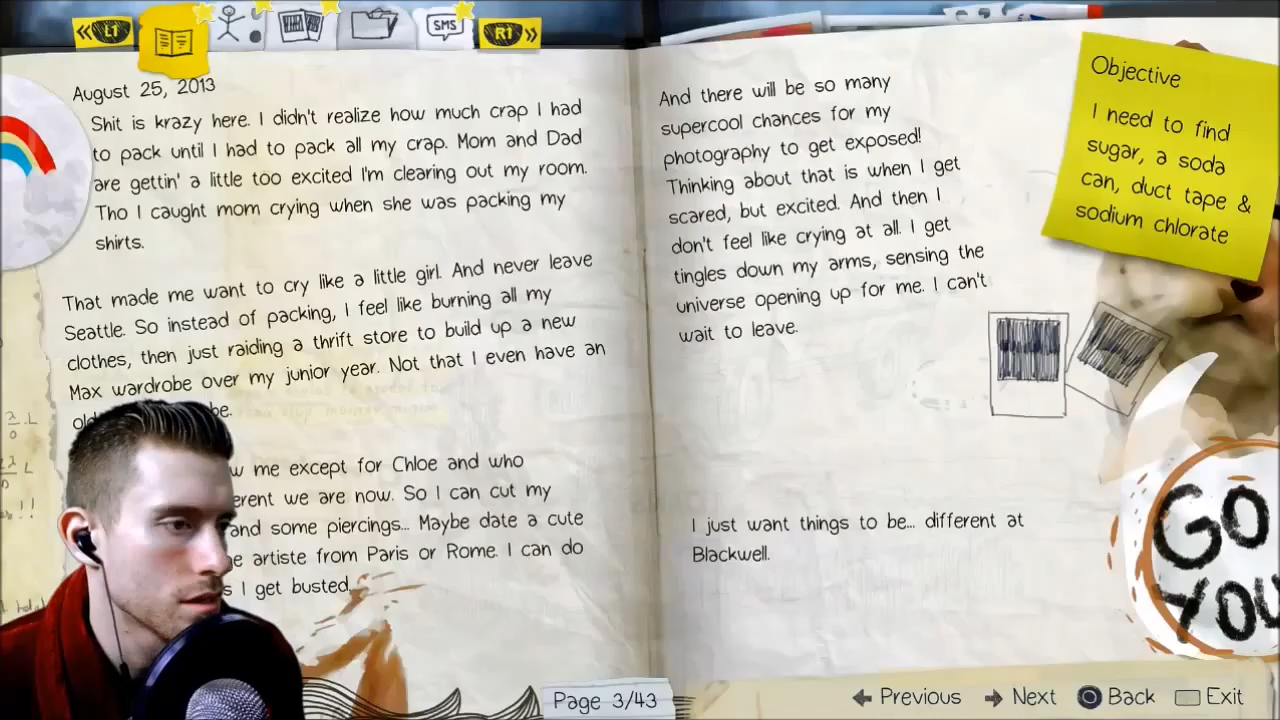 L1
SMS
R1
August 25, 2013
Shit is krazy here. I didn't realize how much crap I had
to pack until I had to pack all my crap. Mom and Dad
are gettin' a little too excited I'm clearing out my room.
Tho I caught mom crying when she was packing my
shirts.
That made me want to cry like a little girl. And never leave
Seattle. So instead of packing, I feel like burning all my
clothes, then just raiding a thrift store to build up a new
Max wardrobe over my junior year. Not that I even have an
be.
me except for Chloe and who
we are now. So I can cut my
and some piercings... Maybe date a cute
artiste from Paris or Rome. I can do
I get busted.
And there will be so many
supercool chances for my
photography to get exposed!
Thinking about that is when I get
scared, but excited. And then I
don't feel like crying at all. I get
tingles down my arms, sensing the
universe opening up for me. I can't
wait to leave.
I just want things to be... different at
Blackwell.
Objective
I need to find
sugar, a soda
can, duct tape &
sodium chlorate
GO
YOU
Page 3/43
Previous
Next
Back
Exit